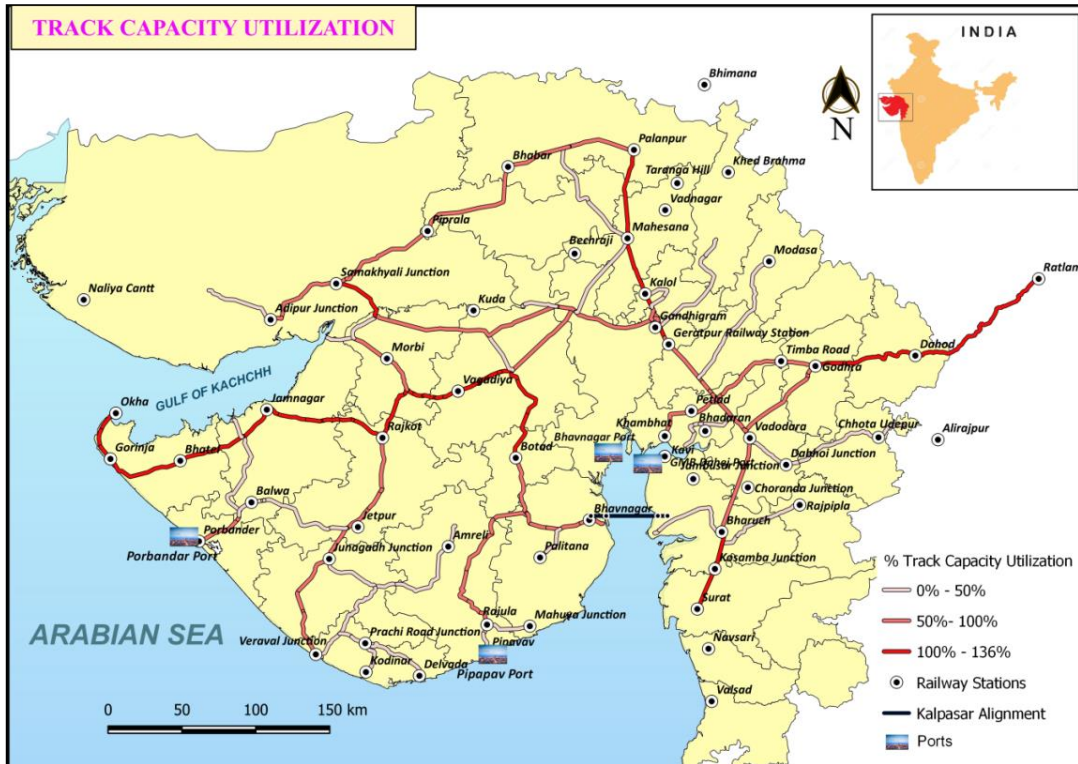 TRACK CAPACITY UTILIZATION
INDIA
N
Bhimana
Palanpur
Bhabar
Khed Brahma
Taranga Hill
Vadnagar
Piprala
Mahesana
Bechraji
Modasa
Ratlam
Samakhyali Junction
Naliya Cantt
Kalol
Kuda
Adipur Junction
Gandhigram
Geratpur Railway Station
Morbi
Timba Road
Dahod
Godhra
GULF OF KACHCHH
Vagadiya
Okha
Jamnagar
Petlad
Khambhat
Bhadaran
Chhota Udepur
Rajkot
Bhavnagar Port
Vadodara
Alirajpur
Gorinja
Bhater
Botad
Kavi
Dabhoi Junction
Choranda Junction
Balwa
Rajpipla
Bhavnagar
Jetpur
Porbander
Bharuch
Amreli
Porbandar Port
Junagadh Junction
Palitana
Kosamba Junction
% Track Capacity Utilization
0% - 50%
Surat
50%- 100%
Rajula
Mahuva Junction
ARABIAN SEA
Prachi Road Junction
Veraval Junction
Navsari
100% - 136%
Pipapav Port
Kodinar
Delvada
Railway Stations
Valsad
Kalpasar Alignment
0 50 100 150 km
Ports